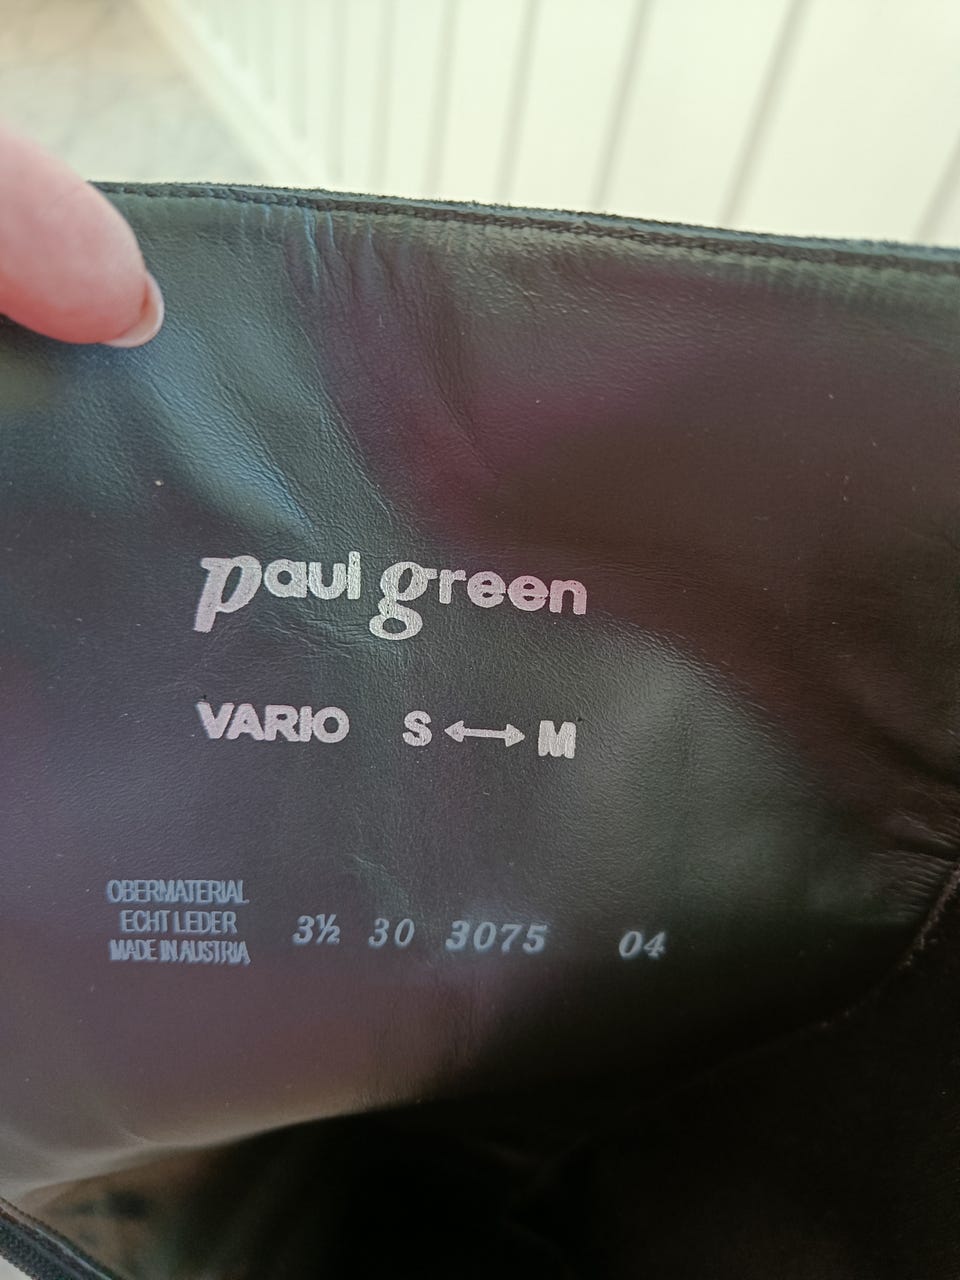 paul green
VARIO S ↔ M
OBERMATERIAL
ECHT LEDER
MADE IN AUSTRIA
3½ 30 3075 04